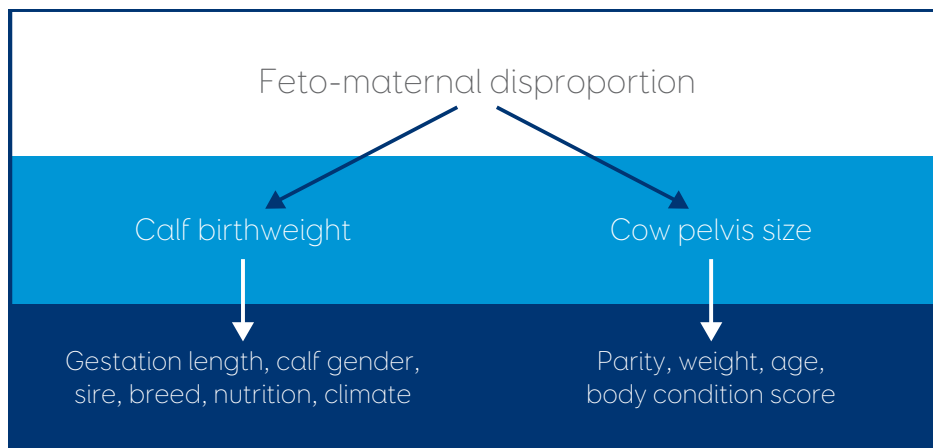 Feto-maternal disproportion
Calf birthweight
Cow pelvis size
Gestation length, calf gender,
sire, breed, nutrition, climate
Parity, weight, age,
body condition score